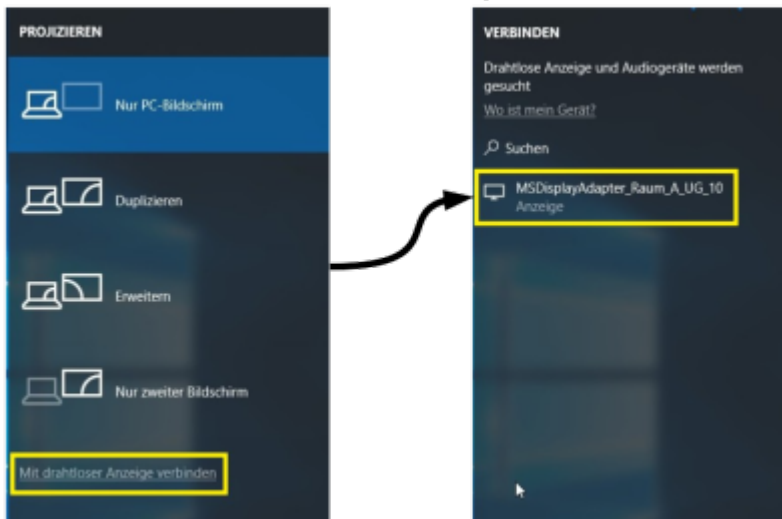 PROJIZIEREN
Nur PC-Bildschirm
Duplizieren
Erweitern
Nur zweiter Bildschirm
Mit drahtloser Anzeige verbinden
VERBINDEN
Drahtlose Anzeige und Audiogeräte werden
gesucht
Wo ist mein Gerät?
Suchen
MSDisplayAdapter_Raum_A_UG_10
Anzeige